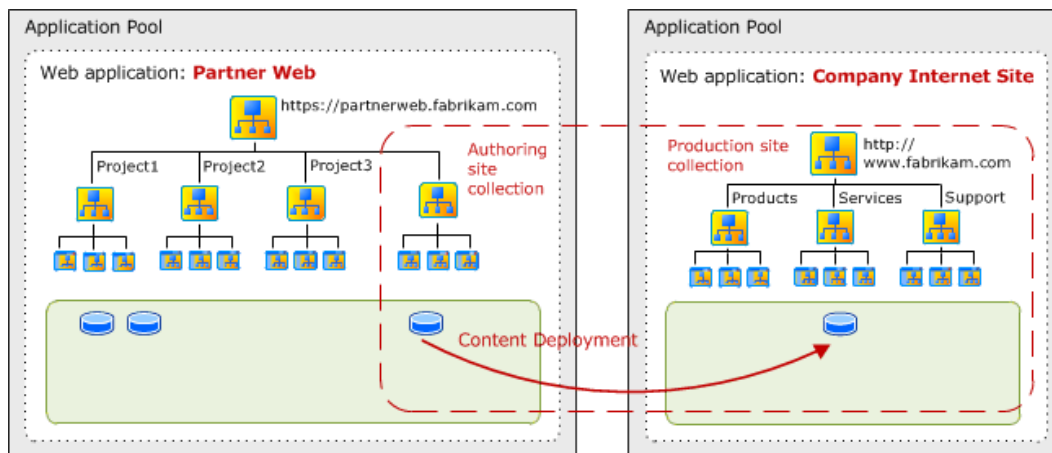 Application Pool
Web application: Partner Web
https://partnerweb.fabrikam.com
Project1
Project2
Project3
Authoring
site
collection
Application Pool
Web application: Company Internet Site
Production site
collection
http://
www.fabrikam.com
Products
Services
Support
Content Deployment